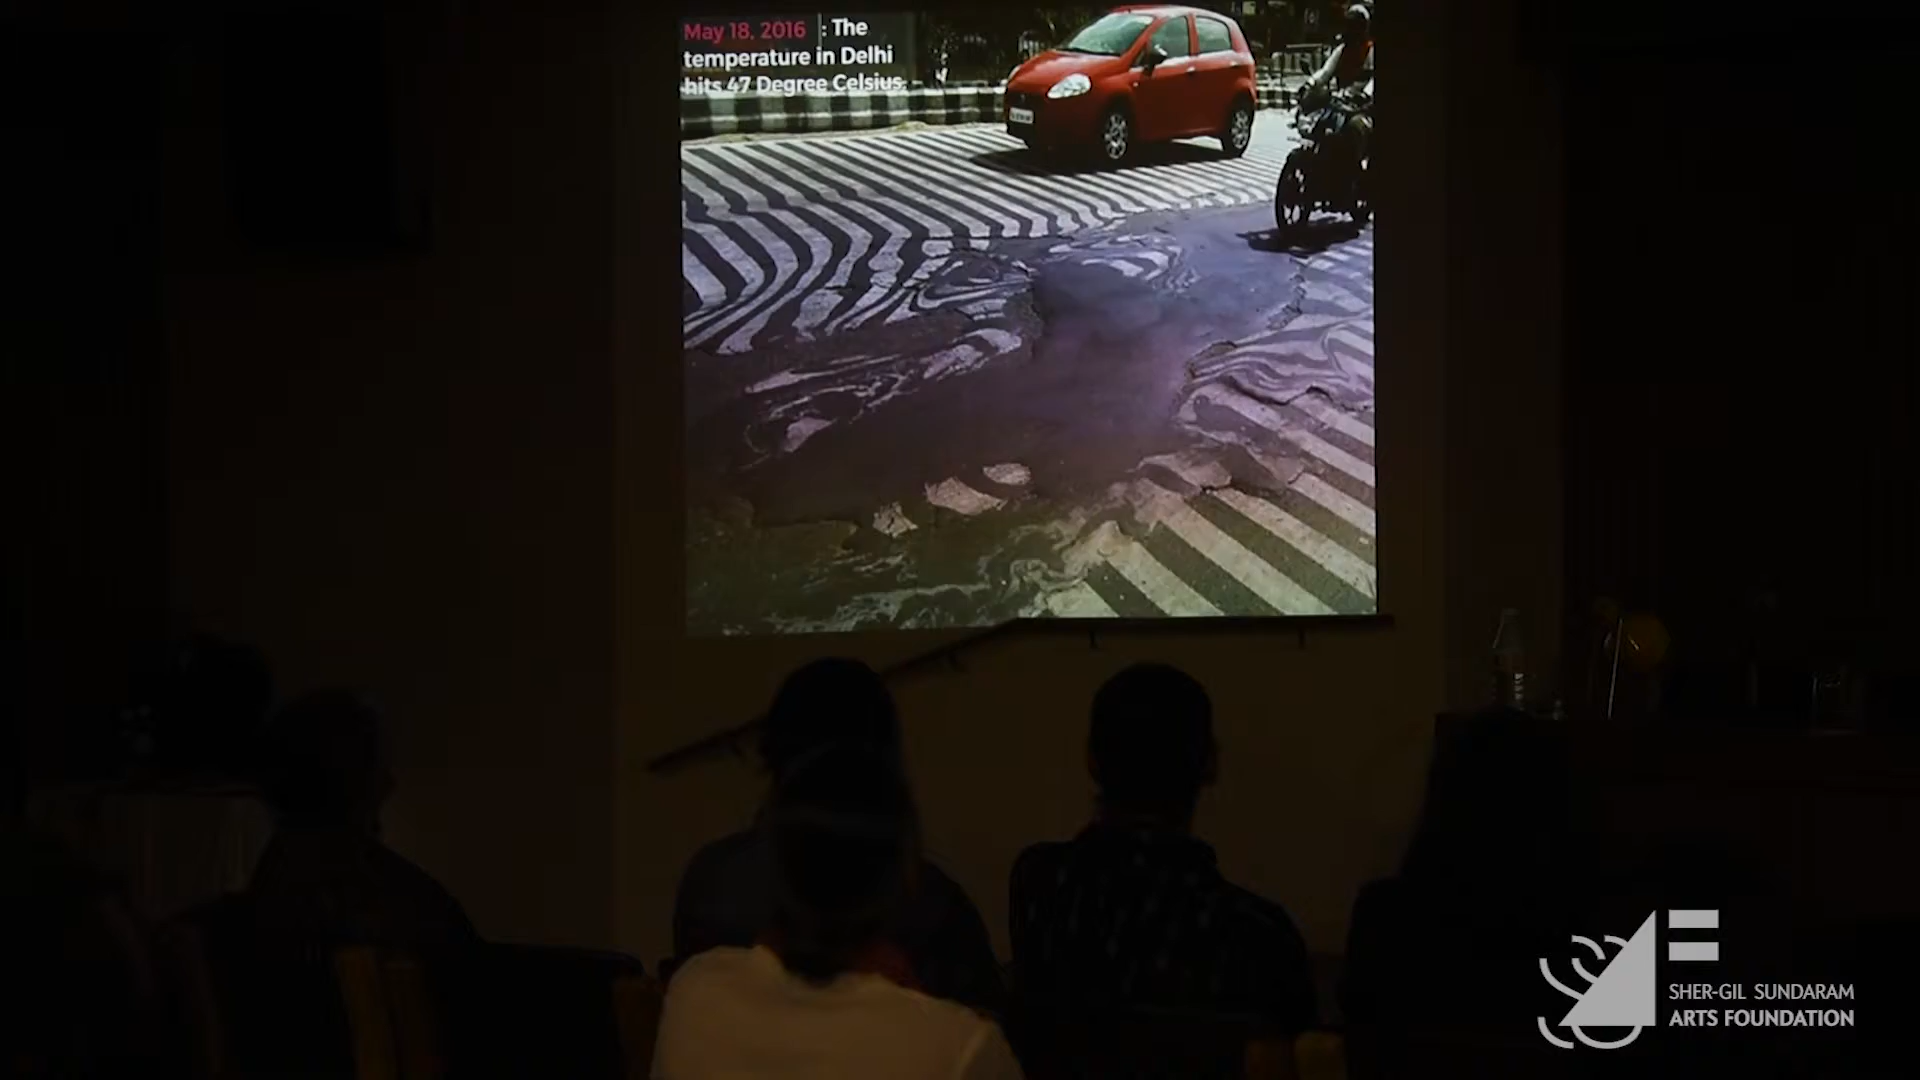 May 18, 2016 : The
temperature in Delhi
hits 47 Degree Celsius.
SHER-GIL SUNDARAM
ARTS FOUNDATION